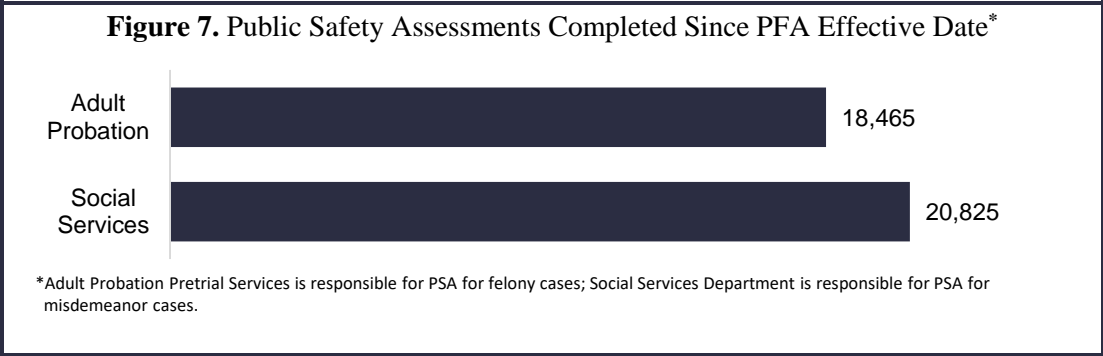 Figure 7. Public Safety Assessments Completed Since PFA Effective Date*
Adult
Probation
18,465
Social
Services
20,825
*Adult Probation Pretrial Services is responsible for PSA for felony cases; Social Services Department is responsible for PSA for
misdemeanor cases.